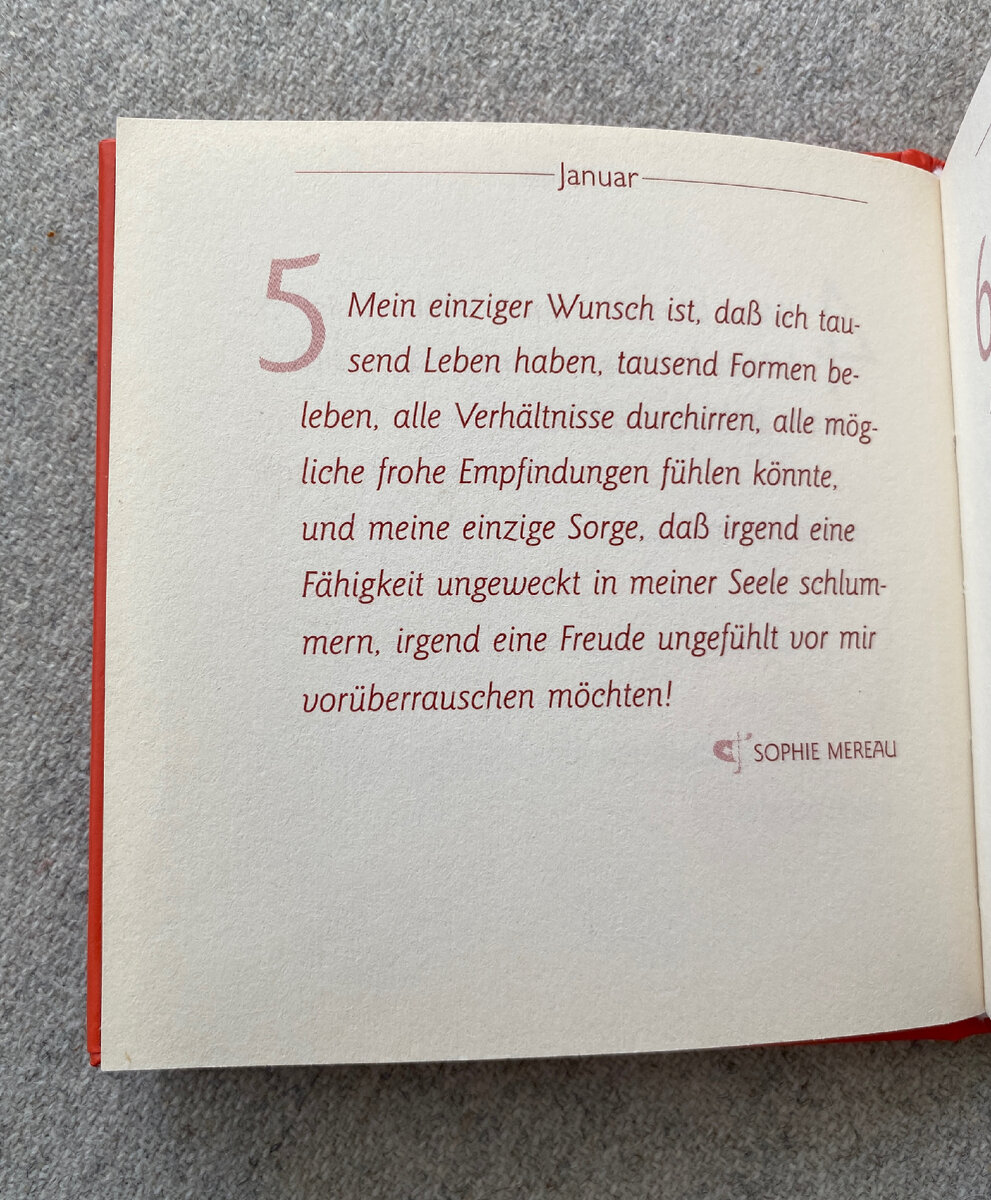 Januar
5
Mein einziger Wunsch ist, daß ich tau-
send Leben haben, tausend Formen be-
leben, alle Verhältnisse durchirren, alle mög-
liche frohe Empfindungen fühlen könnte,
und meine einzige Sorge, daß irgend eine
Fähigkeit ungeweckt in meiner Seele schlum-
mern, irgend eine Freude ungefühlt vor mir
vorüberrauschen möchten!
SOPHIE MEREAU
6